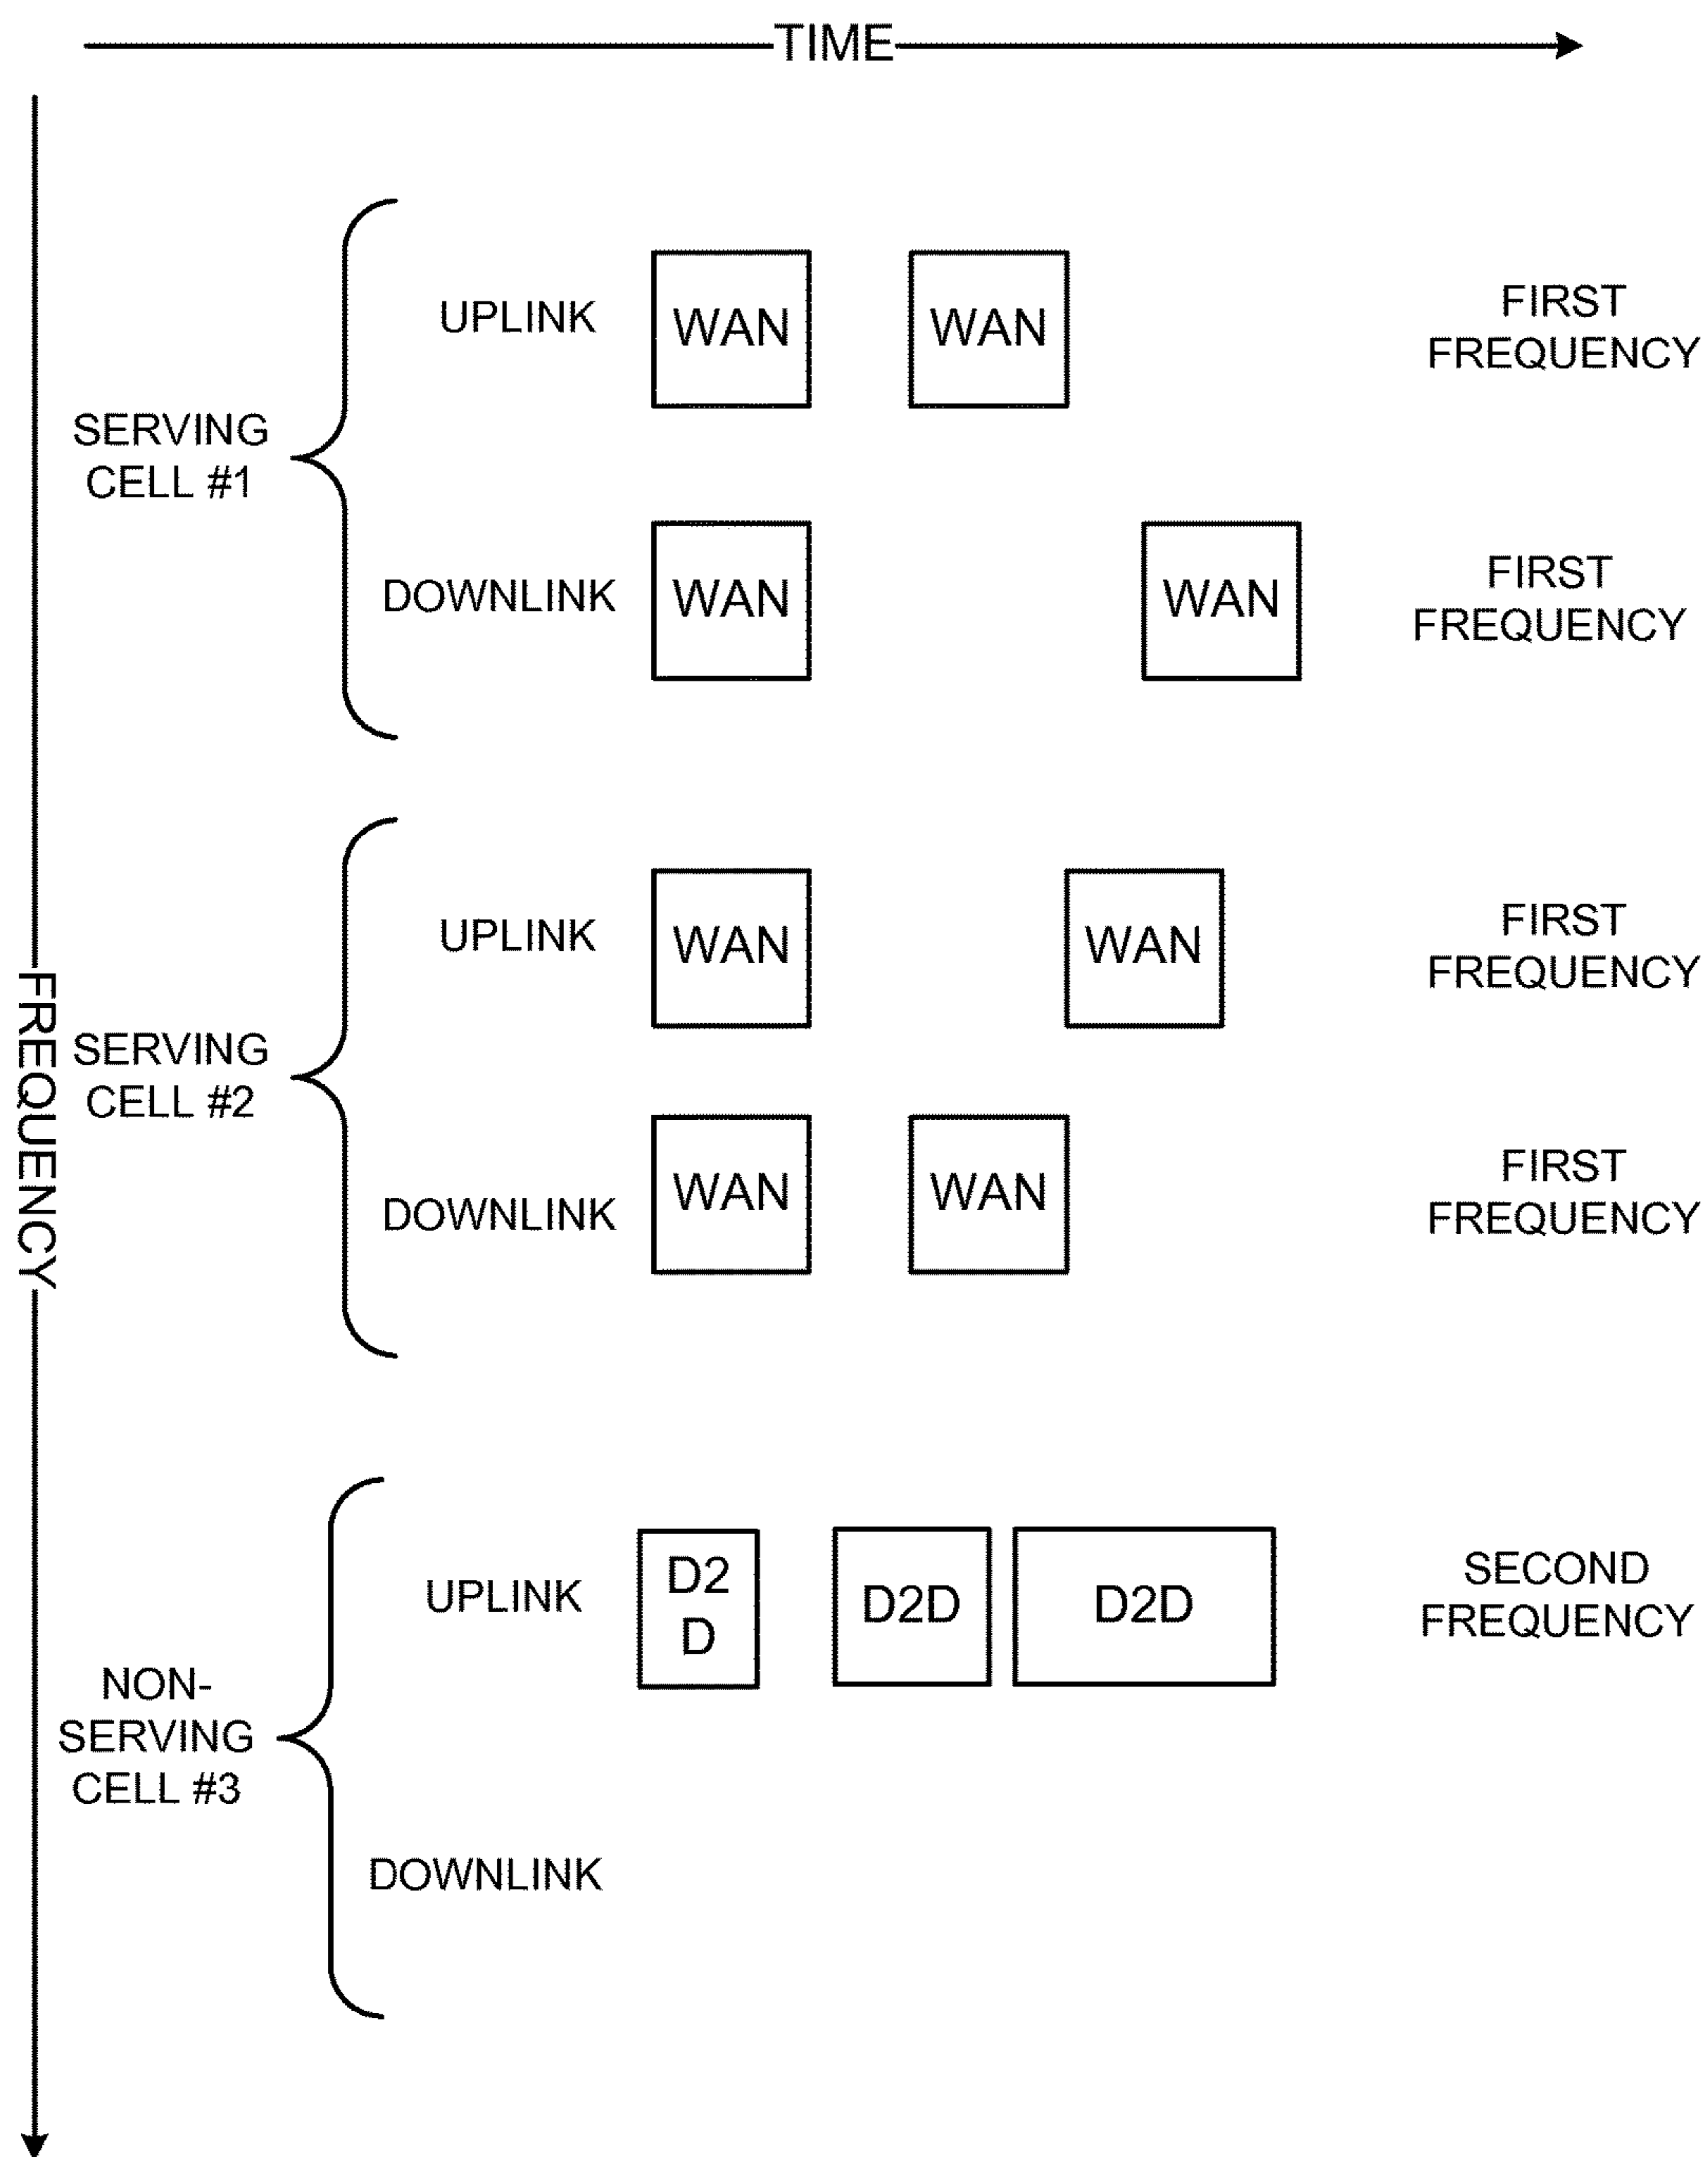 TIME
FREQUENCY
SERVING
CELL #1
UPLINK
WAN
WAN
FIRST
FREQUENCY
DOWNLINK
WAN
WAN
FIRST
FREQUENCY
SERVING
CELL #2
UPLINK
WAN
WAN
FIRST
FREQUENCY
DOWNLINK
WAN
WAN
FIRST
FREQUENCY
NON-
SERVING
CELL #3
UPLINK
D2
D
D2D
D2D
SECOND
FREQUENCY
DOWNLINK